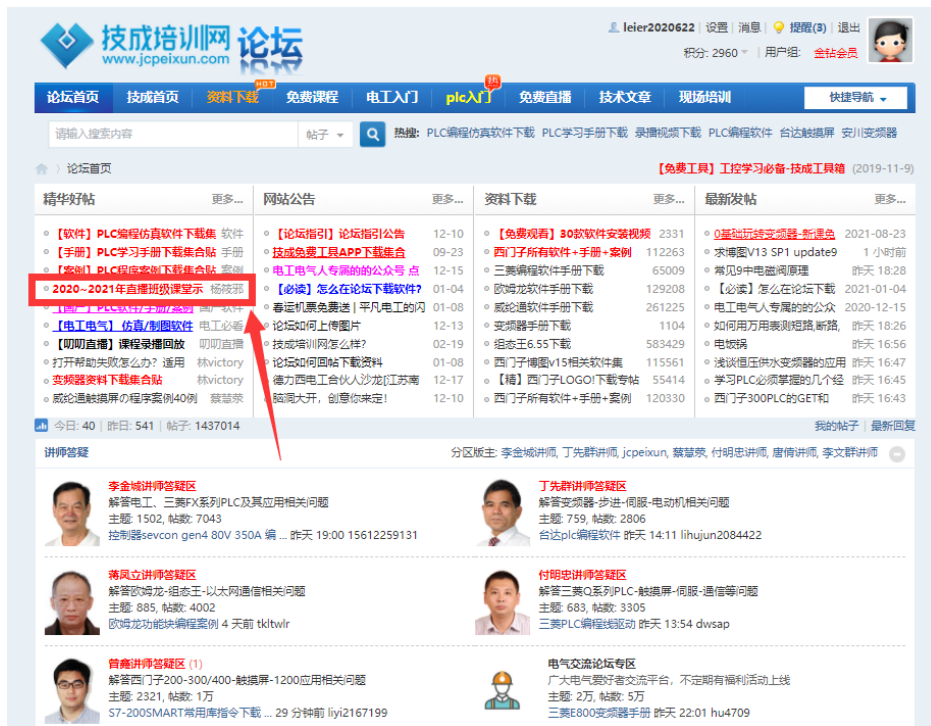 技成培训网 论坛
www.jcpeixun.com
leier2020622 | 设置 | 消息 | 提醒(3) | 退出
积分: 2960 | 用户组: 金钻会员
论坛首页 技成首页 资料下载 HOT 免费课程 电工入门 plc入门 热 免费直播 技术文章 现场培训 快捷导航
请输入搜索内容 帖子 热搜: PLC编程仿真软件下载 PLC学习手册下载 录播视频下载 PLC编程软件 台达触摸屏 安川变频器
论坛首页 【免费工具】工控学习必备-技成工具箱 (2019-11-9)
精华好帖 更多...
【软件】PLC编程仿真软件下载集 软件
【手册】PLC学习手册下载集合贴 手册
【案例】PLC程序案例下载集合贴 案例
2020~2021年直播班级课堂示 杨筱邪
【国产】PLC软件/手册/案例 国产软件
【电工电气】仿真/制图软件 电工必看
【叨叨直播】课程录播回放 叨叨直播
打开帮助失败怎么办？适用 林victory
变频器资料下载集合贴 林victory
威纶通触摸屏の程序案例40例 蔡慧荥
网站公告 更多...
【论坛指引】论坛指引公告 12-10
技成免费工具APP下载集合 09-23
电工电气人专属的的公众号 点 12-15
【必读】怎么在论坛下载软件? 01-04
春运机票免费送 | 平凡电工的闪 01-08
论坛如何上传图片 12-13
技成培训网怎么样? 02-19
论坛如何回帖下载资料 01-08
德力西电工合伙人沙龙[江苏南 12-17
脑洞大开，创意你来定! 12-10
资料下载 更多...
【免费观看】30款软件安装视频 2331
西门子所有软件+手册+案例 112263
三菱编程软件手册下载 65009
欧姆龙软件手册下载 129208
威纶通软件手册下载 261225
变频器手册下载 1104
组态王6.55下载 583429
西门子博图v15相关软件集 115561
【精】西门子LOGO!下载专帖 55414
西门子所有软件+手册+案例 120330
最新发帖 更多...
0基础玩转变频器-新课免 2021-08-23
求博图V13 SP1 update9 1 小时前
常见9中电磁阀原理 昨天 18:28
【必读】怎么在论坛下载 2021-01-04
电工电气人专属的的公众 2020-12-15
如何用万用表测短路,断路, 昨天 18:26
电饭锅 昨天 16:56
浅谈恒压供水变频器的应用 昨天 16:47
学习PLC必须掌握的几个经 昨天 16:45
西门子300PLC的GET和 昨天 16:43
今日: 40 | 昨日: 541 | 帖子: 1437014 我的帖子 | 最新回复
讲师答疑 分区版主: 李金城讲师, 丁先群讲师, jcpeixun, 蔡慧荥, 付明忠讲师, 唐倩讲师, 李文群讲师
李金城讲师答疑区
解答电工、三菱FX系列PLC及其应用相关问题
主题: 1502, 帖数: 7043
控制器sevcon gen4 80V 350A 编 ... 昨天 19:00 15612259131
丁先群讲师答疑区
解答变频器-步进-伺服-电动机相关问题
主题: 759, 帖数: 2806
台达plc编程软件 昨天 14:11 lihujun2084422
蒋凤立讲师答疑区
解答欧姆龙-组态王-以太网通信相关问题
主题: 885, 帖数: 4002
欧姆龙功能块编程案例 4 天前 tkltwlr
付明忠讲师答疑区
解答三菱Q系列PLC-触摸屏-伺服-通信等问题
主题: 683, 帖数: 3305
三菱PLC编程线驱动 昨天 13:54 dwsap
曾鑫讲师答疑区 (1)
解答西门子200-300/400-触摸屏-1200应用相关问题
主题: 2321, 帖数: 1万
S7-200SMART常用库指令下载 ... 29 分钟前 liyi2167199
电气交流论坛专区
广大电气爱好者交流平台，不定期有福利活动上线
主题: 2万, 帖数: 5万
三菱E800变频器手册 昨天 22:01 hu4709